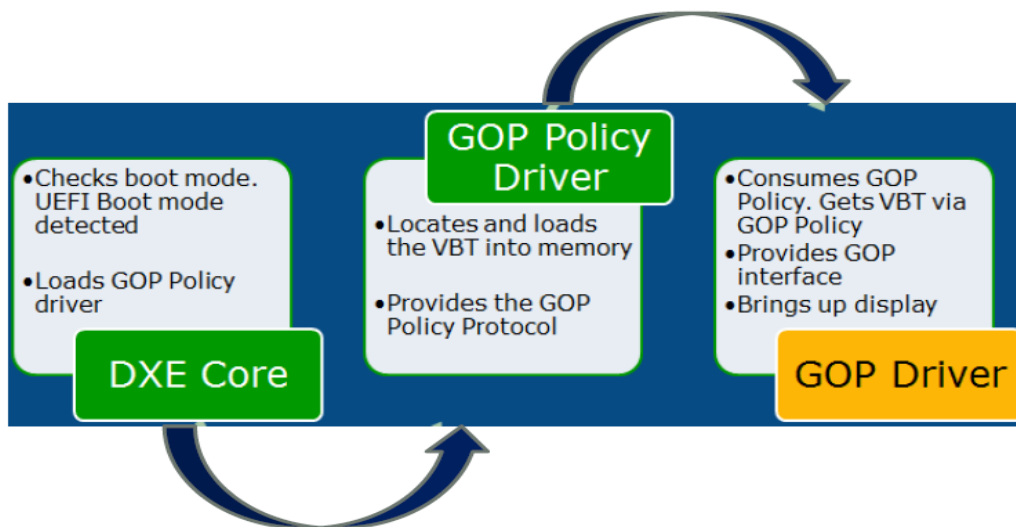 •Checks boot mode.
UEFI Boot mode
detected
•Loads GOP Policy
driver
DXE Core
GOP Policy
Driver
•Locates and loads
the VBT into memory
•Provides the GOP
Policy Protocol
•Consumes GOP
Policy. Gets VBT via
GOP Policy
•Provides GOP
interface
•Brings up display
GOP Driver